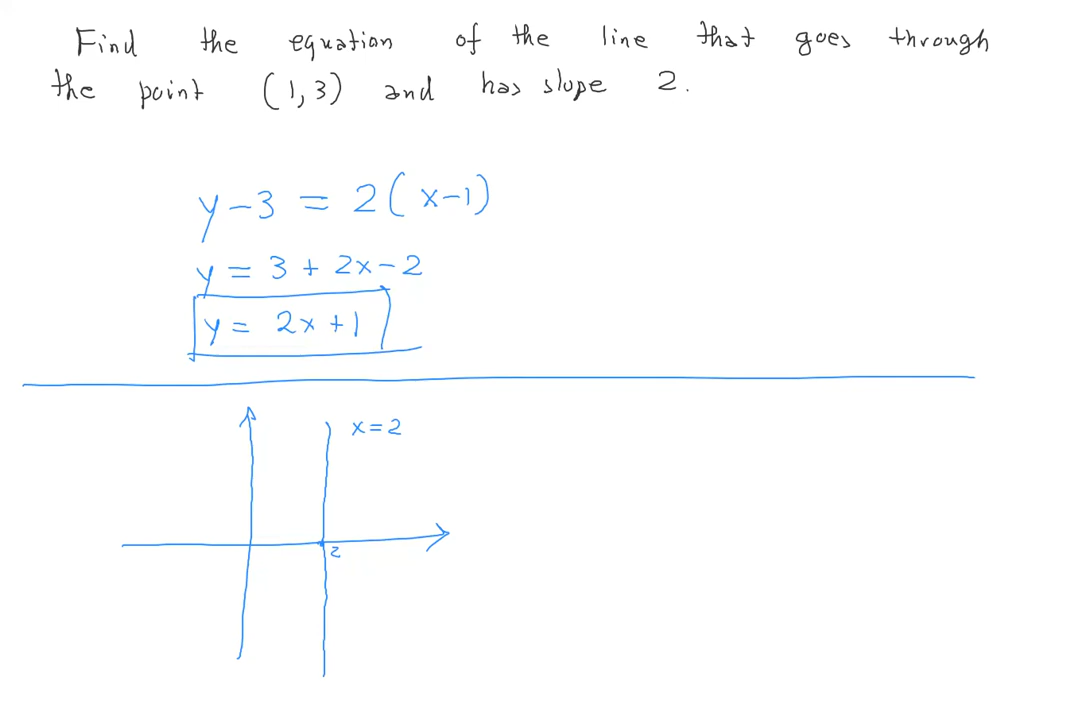 Find the equation of the line that goes through
the point (1,3) and has slope 2.
y-3 = 2(x-1)
y = 3 + 2x-2
y = 2x+1
x=2
2